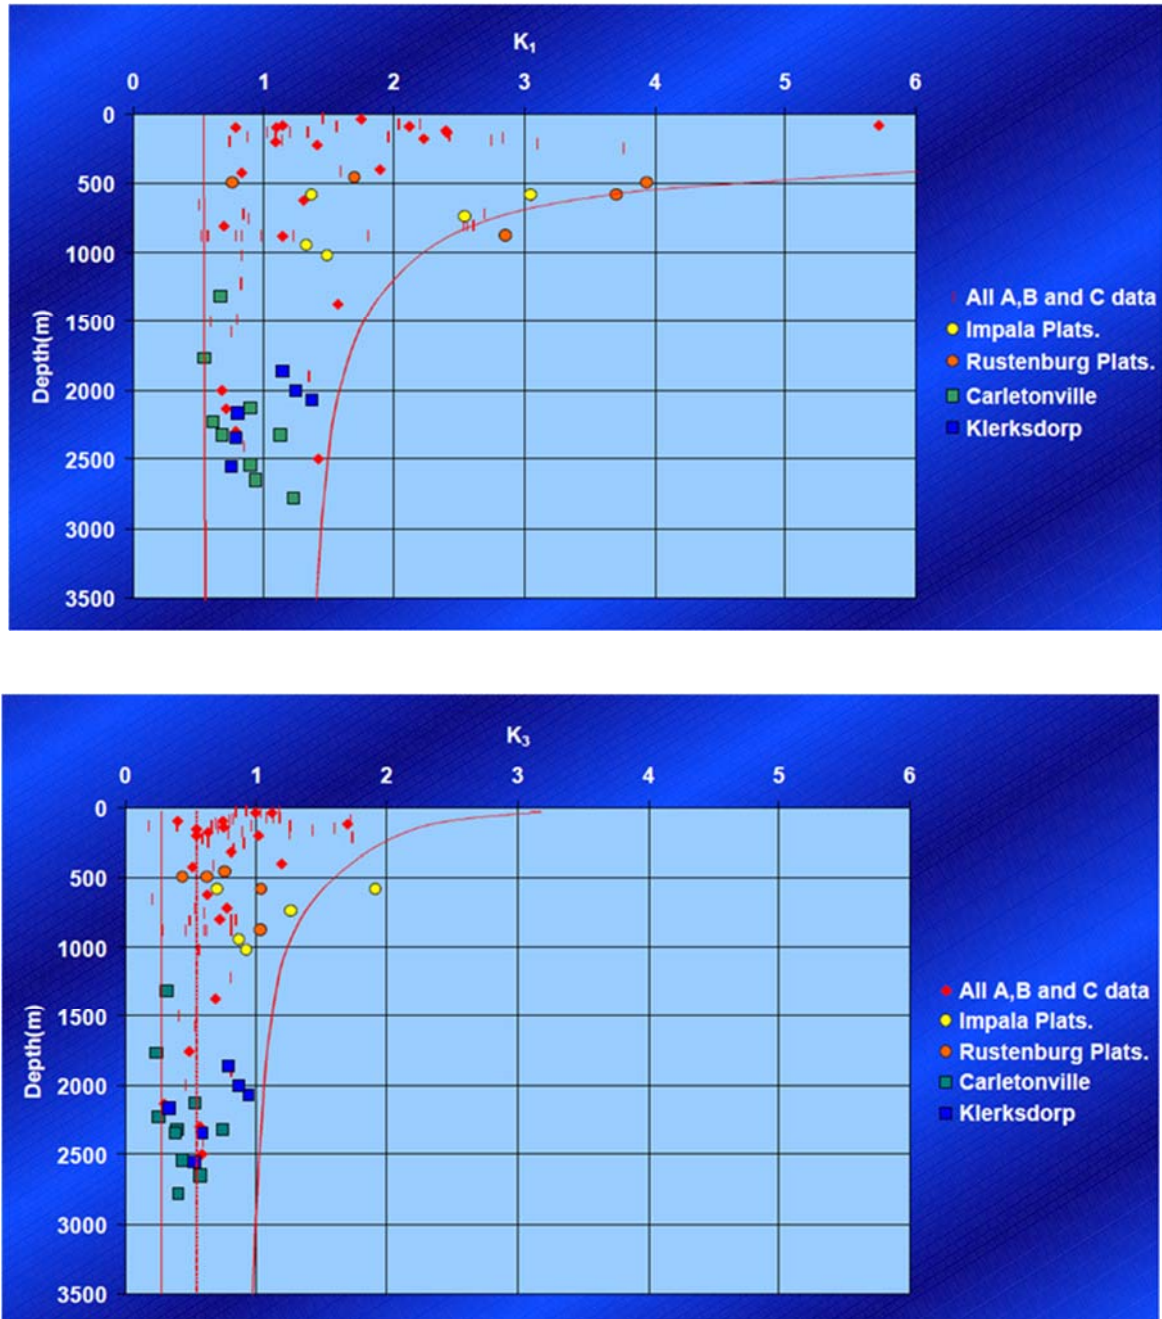 K1
0 1 2 3 4 5 6
0
500
1000
1500
2000
2500
3000
3500
Depth(m)
All A,B and C data
Impala Plats.
Rustenburg Plats.
Carletonville
Klerksdorp
K3
0 1 2 3 4 5 6
0
500
1000
1500
2000
2500
3000
3500
Depth(m)
All A,B and C data
Impala Plats.
Rustenburg Plats.
Carletonville
Klerksdorp